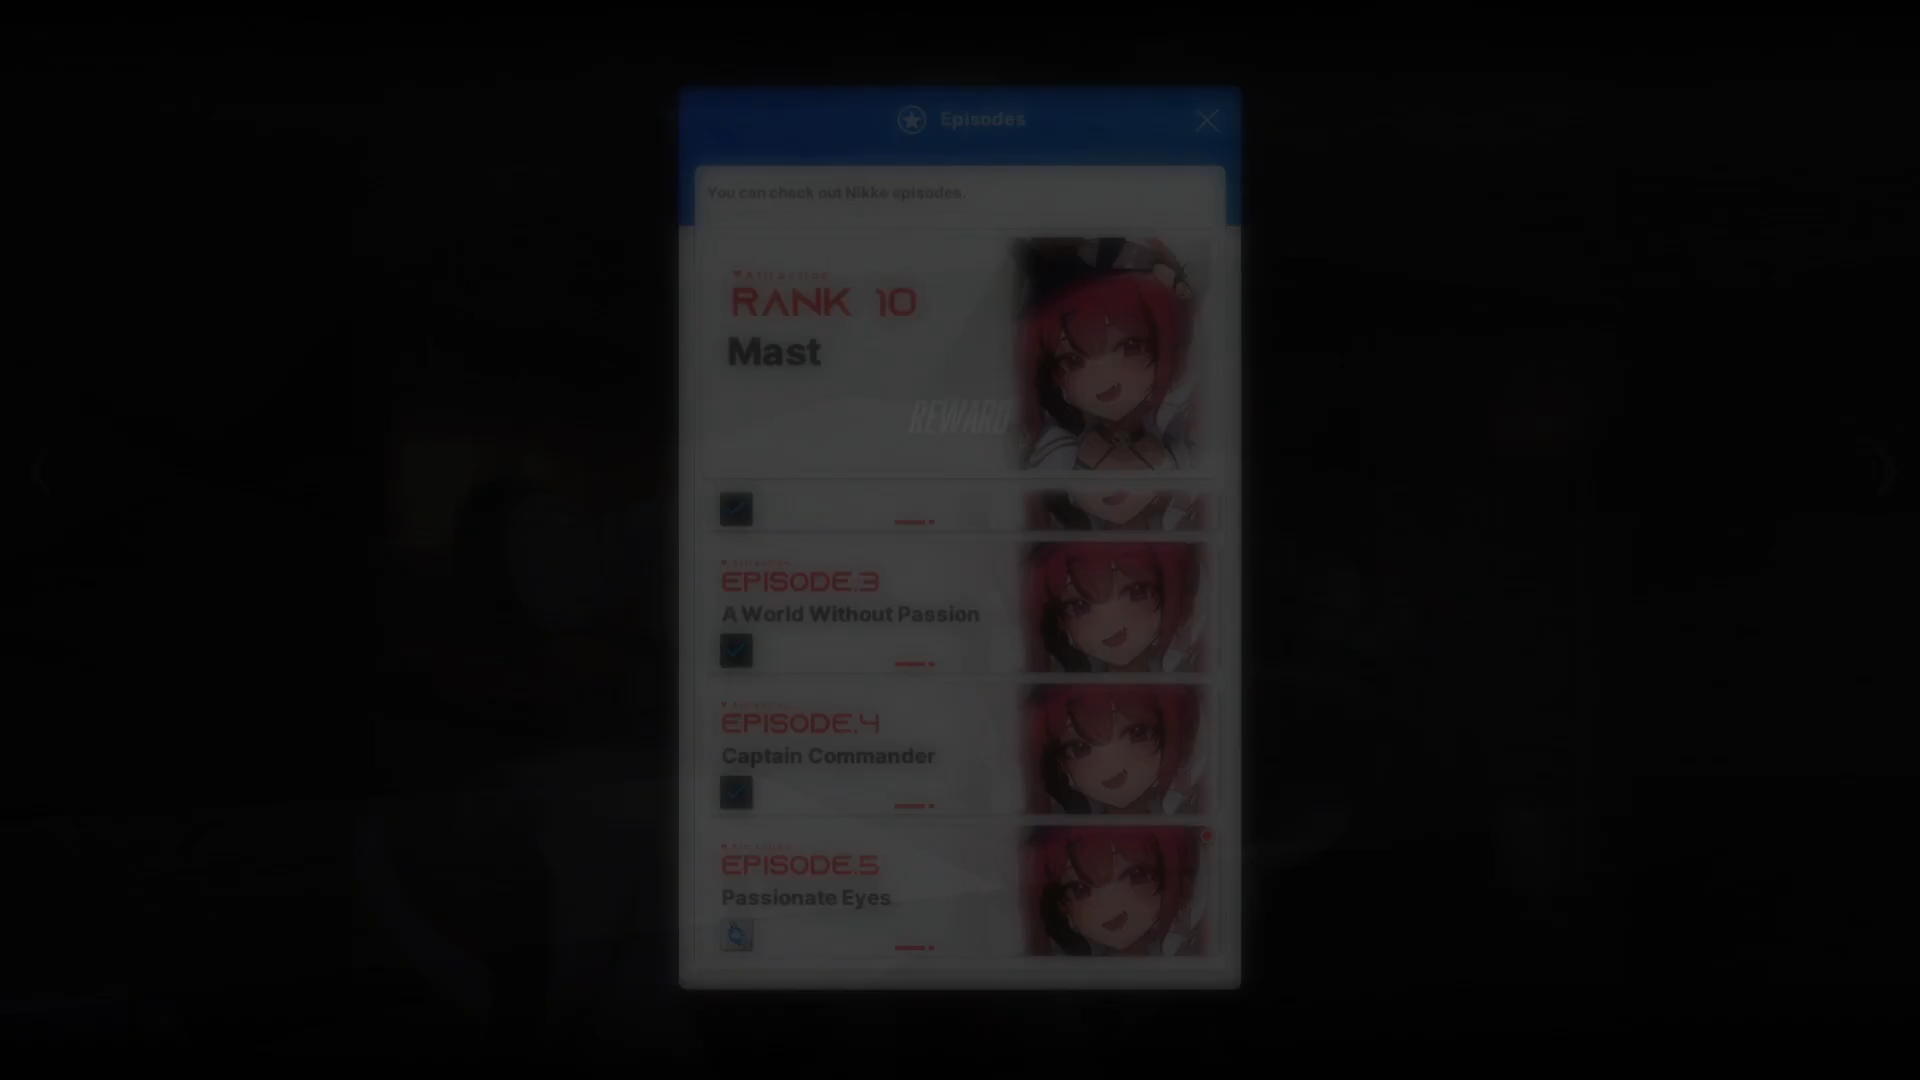 Episodes
You can check out Nikke episodes.
Attraction
RANK 10
Mast
REWARD
EPISODE.3
A World Without Passion
EPISODE.4
Captain Commander
EPISODE.5
Passionate Eyes